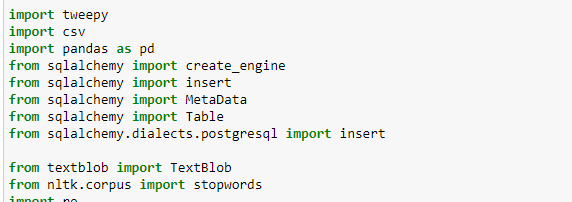 import tweepy
import csv
import pandas as pd
from sqlalchemy import create_engine
from sqlalchemy import insert
from sqlalchemy import MetaData
from sqlalchemy import Table
from sqlalchemy.dialects.postgresql import insert
from textblob import TextBlob
from nltk.corpus import stopwords
import re